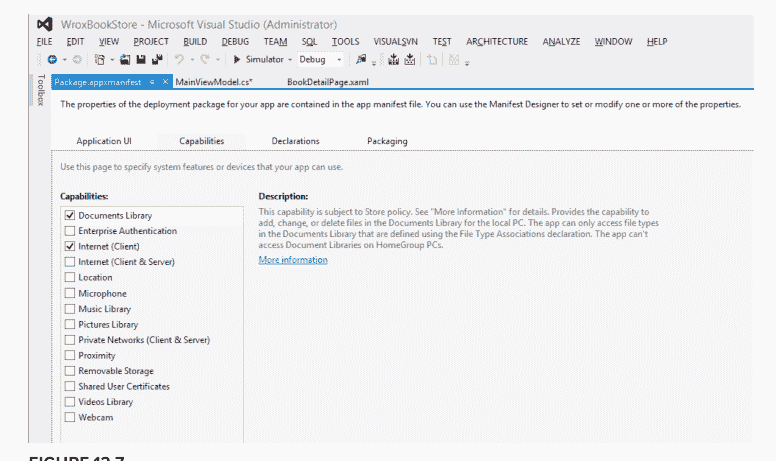 WroxBookStore - Microsoft Visual Studio (Administrator)
FILE EDIT VIEW PROJECT BUILD DEBUG TEAM SQL TOOLS VISUALSVN TEST ARCHITECTURE ANALYZE WINDOW HELP
Simulator Debug
Toolbox
Package.appxmanifest MainViewModel.cs* BookDetailPage.xaml
The properties of the deployment package for your app are contained in the app manifest file. You can use the Manifest Designer to set or modify one or more of the properties.
Application UI Capabilities Declarations Packaging
Use this page to specify system features or devices that your app can use.
Capabilities:
Documents Library
Enterprise Authentication
Internet (Client)
Internet (Client & Server)
Location
Microphone
Music Library
Pictures Library
Private Networks (Client & Server)
Proximity
Removable Storage
Shared User Certificates
Videos Library
Webcam
Description:
This capability is subject to Store policy. See "More Information" for details. Provides the capability to
add, change, or delete files in the Documents Library for the local PC. The app can only access file types
in the Documents Library that are defined using the File Type Associations declaration. The app can't
access Document Libraries on HomeGroup PCs.
More information
FIGURE 12.7